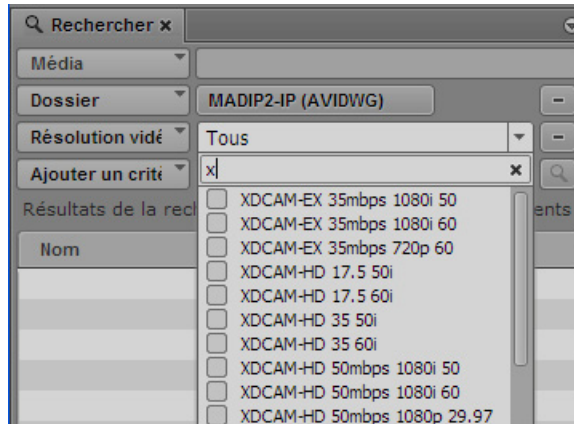 Rechercher
Média
Dossier MADIP2-IP (AVIDWG)
Résolution vidé Tous
Ajouter un crité x
Résultats de la recl ents
Nom
XDCAM-EX 35mbps 1080i 50
XDCAM-EX 35mbps 1080i 60
XDCAM-EX 35mbps 720p 60
XDCAM-HD 17.5 50i
XDCAM-HD 17.5 60i
XDCAM-HD 35 50i
XDCAM-HD 35 60i
XDCAM-HD 50mbps 1080i 50
XDCAM-HD 50mbps 1080i 60
XDCAM-HD 50mbps 1080p 29.97